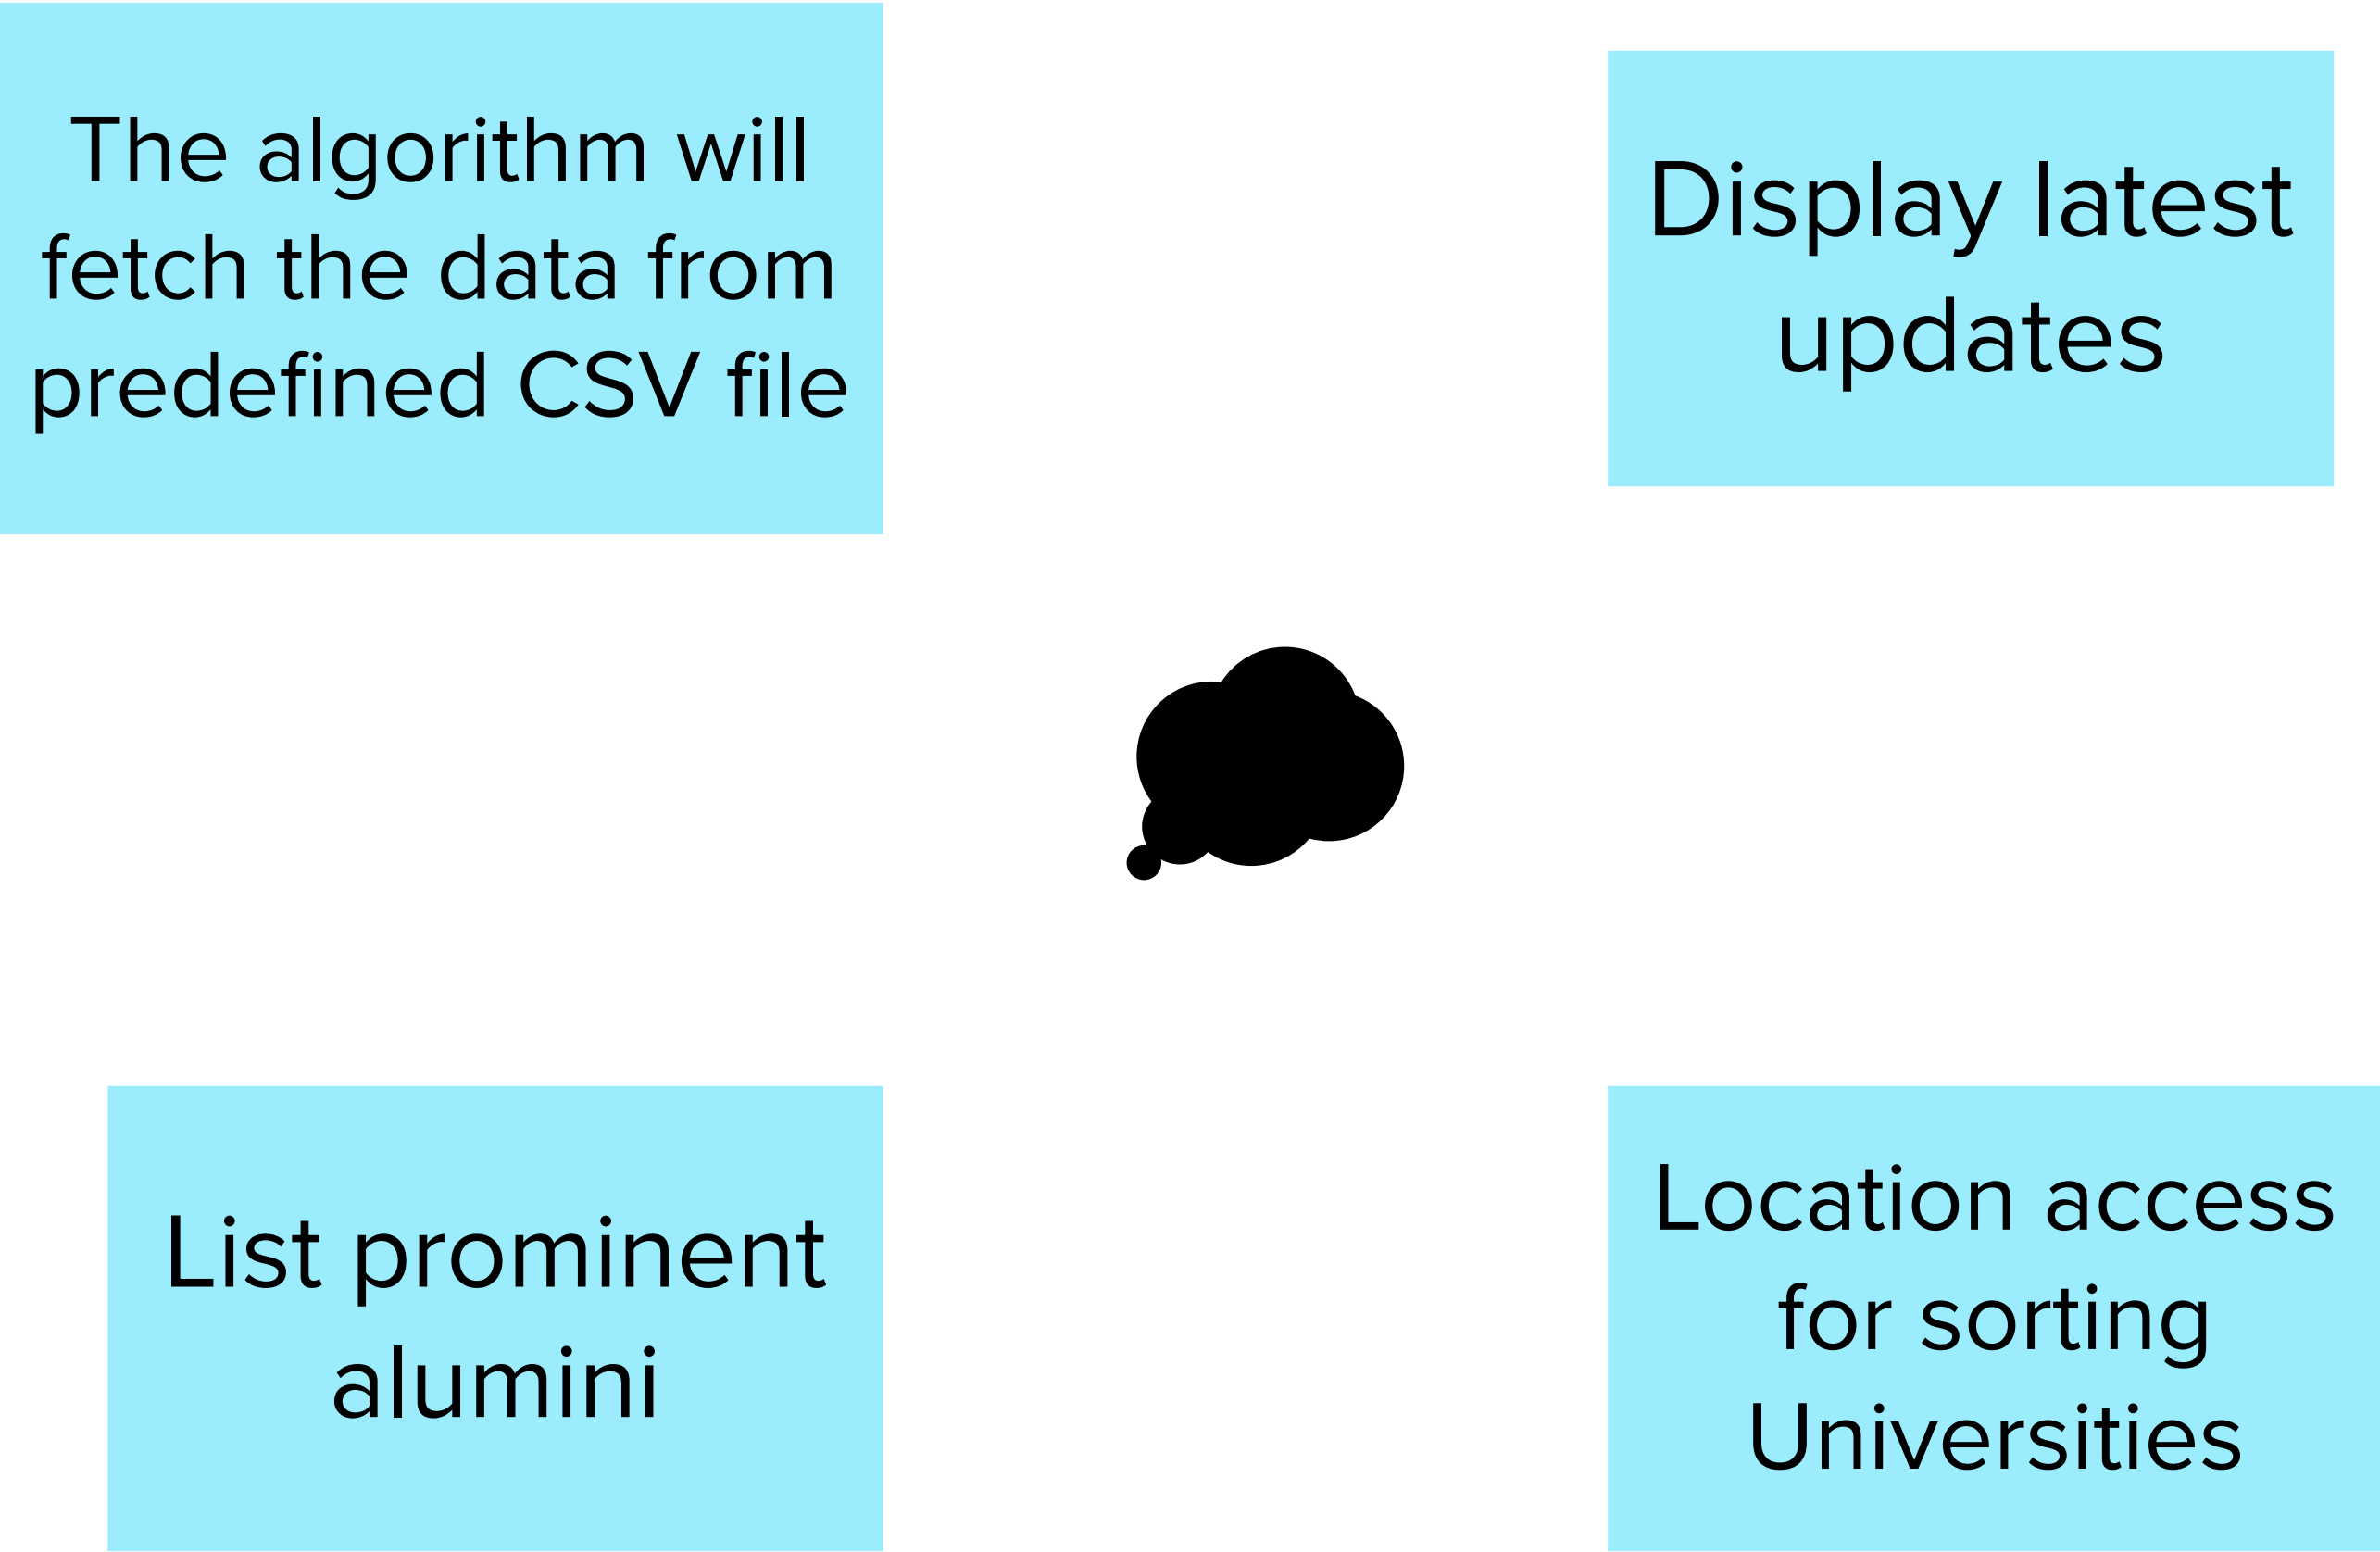 The algorithm will
fetch the data from
predefined CSV file
Display latest
updates
List prominent
alumini
Location access
for sorting
Universities